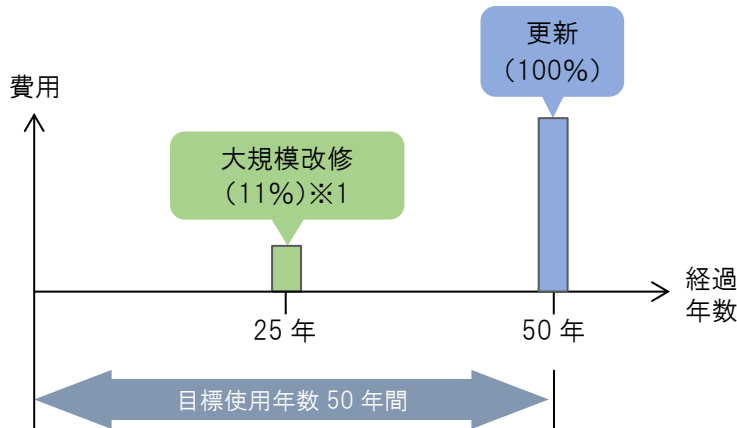 更新
(100%)
費用
大規模改修
(11%)※1
経過
年数
25 年
50 年
目標使用年数 50 年間